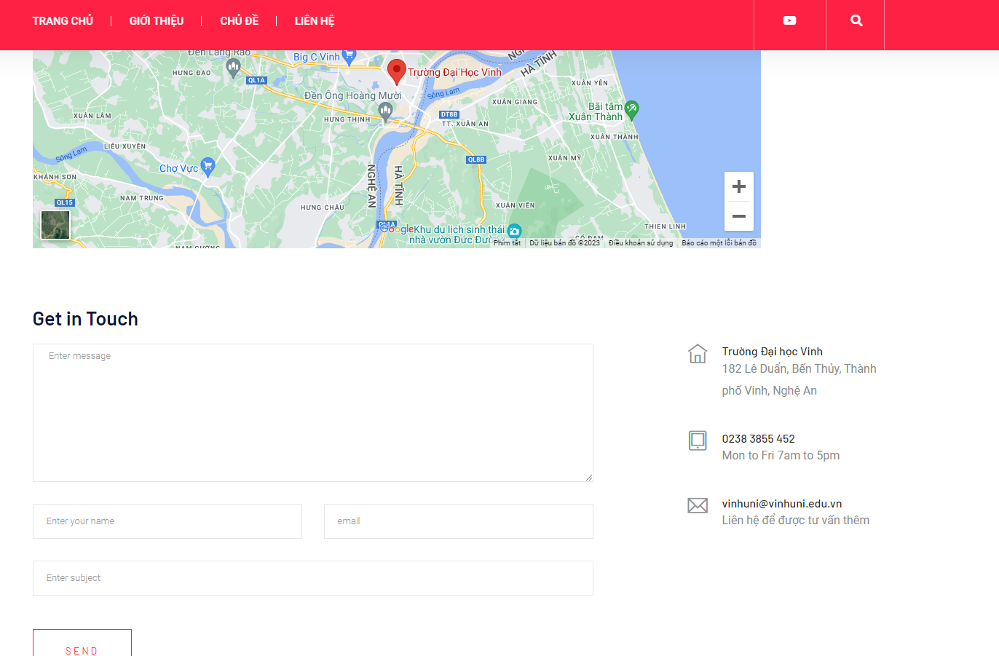 TRANG CHỦ
GIỚI THIỆU
CHỦ ĐỀ
LIÊN HỆ
Đền Lăng Rào
Big C Vinh
HƯNG ĐẠO
QL1A
Trường Đại Học Vinh
HÀ TĨNH
Sông Lam
Đền Ông Hoàng Mười
XUÂN YÊN
XUÂN GIANG
Bãi tắm
Xuân Thành
XUÂN LÂM
HƯNG THỊNH
DT8B
TT. XUÂN AN
XUÂN THÀNH
LIÊU XUYÊN
Sông Lam
Chợ Vực
QL8B
XUÂN MỸ
KHÁNH SƠN
NGHỆ AN
HÀ TĨNH
NAM TRUNG
QL15
HƯNG CHÂU
XUÂN VIÊN
QL1A
Google
Khu du lịch sinh thái
nhà vườn Đức Đườ
THIEN LINH
CỔ ĐẠM
NAM CƯỜNG
Phím tắt
Dữ liệu bản đồ ©2023
Điều khoản sử dụng
Báo cáo một lỗi bản đồ
Get in Touch
Enter message
Trường Đại học Vinh
182 Lê Duẩn, Bến Thủy, Thành
phố Vinh, Nghệ An
0238 3855 452
Mon to Fri 7am to 5pm
vinhuni@vinhuni.edu.vn
Liên hệ để được tư vấn thêm
Enter your name
email
Enter subject
SEND